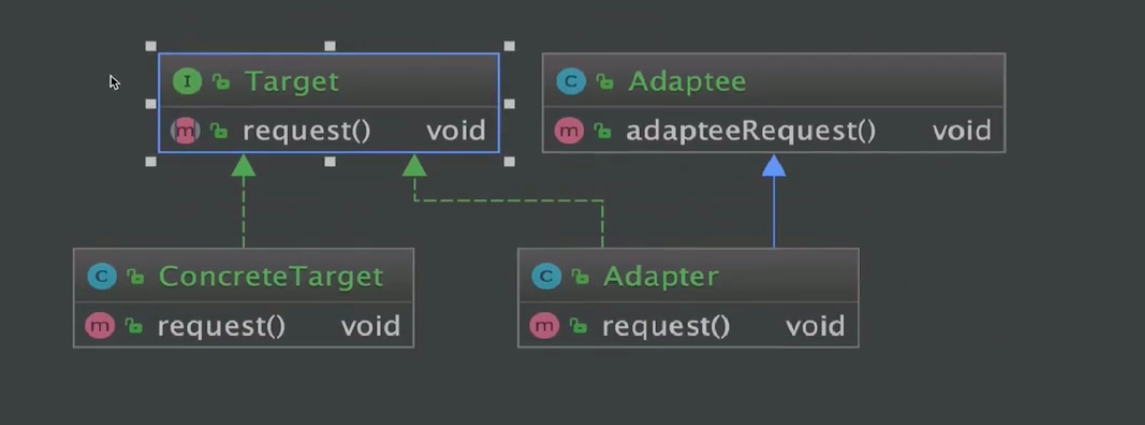 I Target
m request() void
C Adaptee
m adapteeRequest() void
C ConcreteTarget
m request() void
C Adapter
m request() void